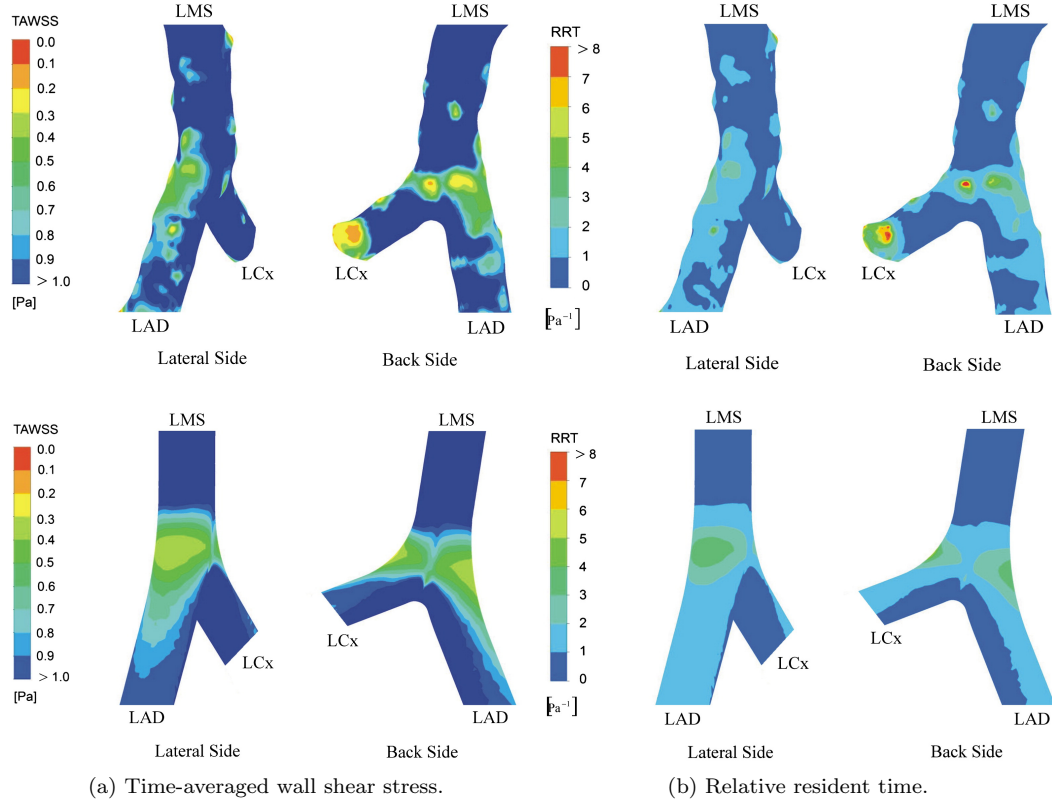 TAWSS
0.0
0.1
0.2
0.3
0.4
0.5
0.6
0.7
0.8
0.9
> 1.0
[Pa]
LMS
LCx
LAD
Lateral Side
LMS
LCx
LAD
Back Side
RRT
> 8
7
6
5
4
3
2
1
0
[Pa⁻¹]
LMS
LCx
LAD
Lateral Side
LMS
LCx
LAD
Back Side
TAWSS
0.0
0.1
0.2
0.3
0.4
0.5
0.6
0.7
0.8
0.9
> 1.0
[Pa]
LMS
LCx
LAD
Lateral Side
LMS
LCx
LAD
Back Side
RRT
> 8
7
6
5
4
3
2
1
0
[Pa⁻¹]
LMS
LCx
LAD
Lateral Side
LMS
LCx
LAD
Back Side
(a) Time-averaged wall shear stress.
(b) Relative resident time.